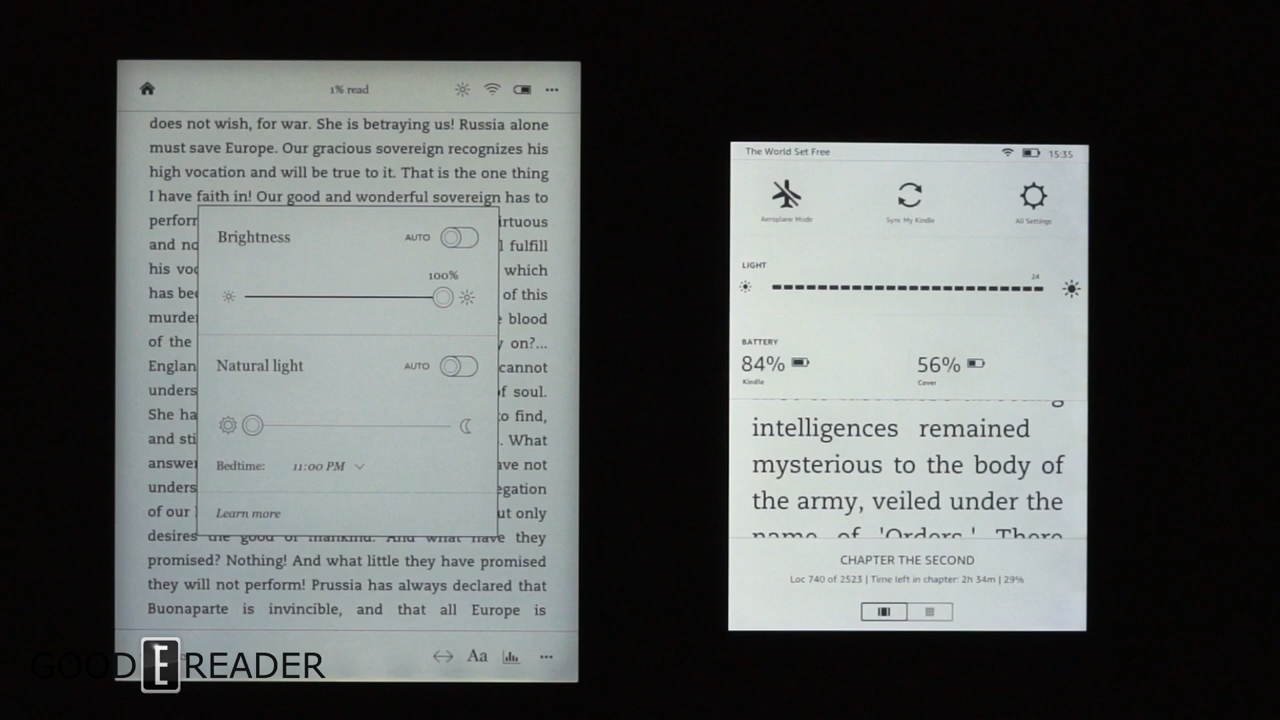 1% read
does not wish, for war. She is betraying us! Russia alone
must save Europe. Our gracious sovereign recognizes his
high vocation and will be true to it. That is the one thing
I have faith in! Our good and wonderful sovereign has to
perfor
irtuous
Brightness
AUTO
and no
l fulfill
his voc
which
100%
has be
of this
murde
blood
of the
y on?...
Natural light
AUTO
Englan
cannot
unders
of soul.
She ha
to find,
and sti
. What
answe
ave not
Bedtime: 11:00 PM
unders
egation
of our
ut only
Learn more
desires the good of mankind. And what have they
promised? Nothing! And what little they have promised
they will not perform! Prussia has always declared that
Buonaparte is invincible, and that all Europe is
Aa
GOOD E READER
The World Set Free
15:35
Aeroplane Mode
Sync My Kindle
All Settings
LIGHT
24
BATTERY
84%
56%
Kindle
Cover
intelligences remained
mysterious to the body of
the army, veiled under the
name of 'Orders.' There
CHAPTER THE SECOND
Loc 740 of 2523 | Time left in chapter: 2h 34m | 29%